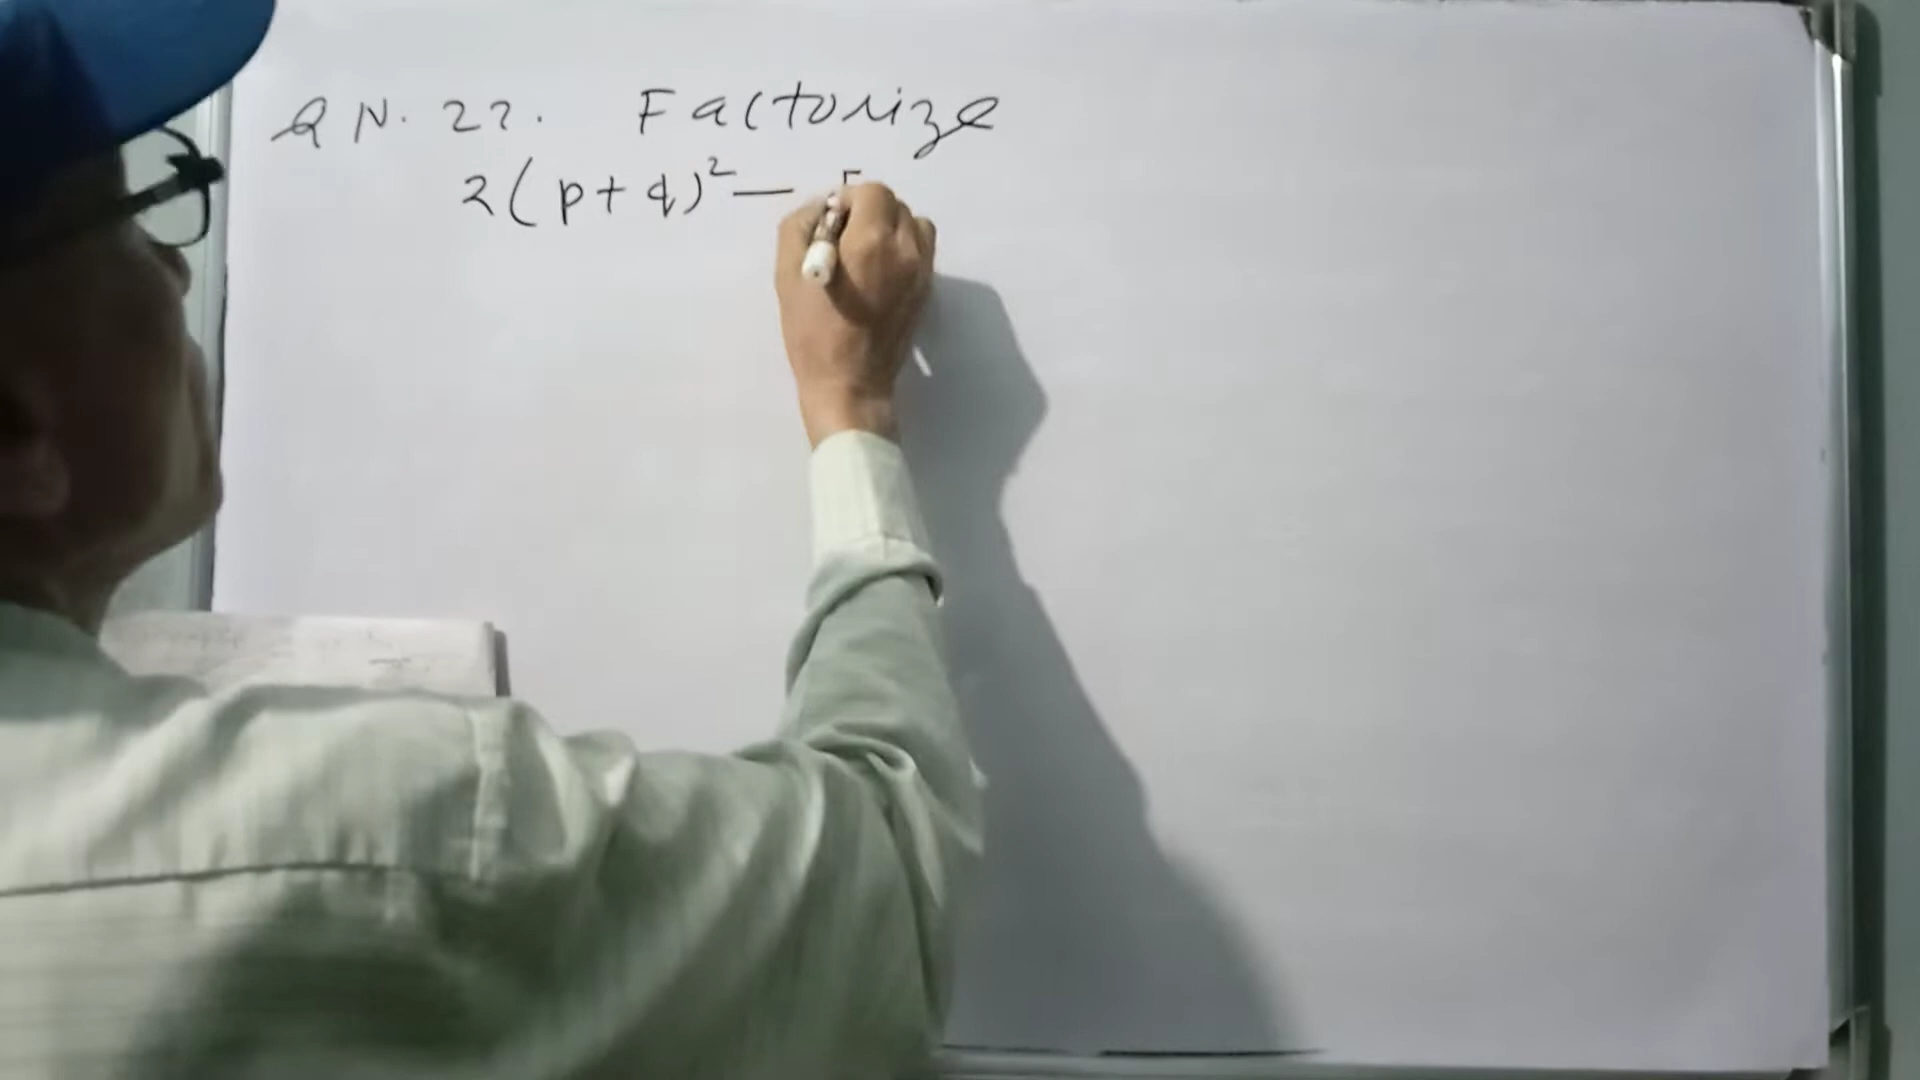 Q N. 22. Factorize
2(p+q)² —